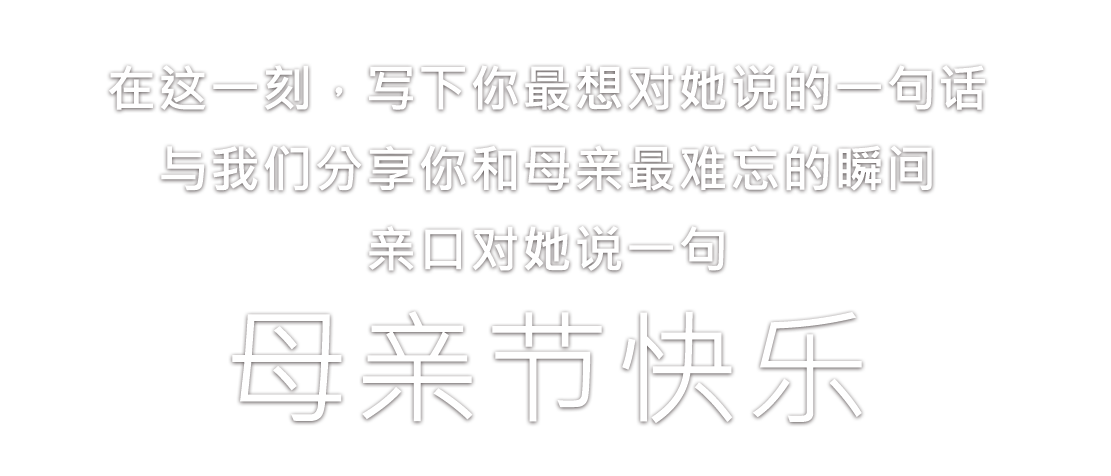 在这一刻，写下你最想对她说的一句话
与我们分享你和母亲最难忘的瞬间
亲口对她说一句
母亲节快乐